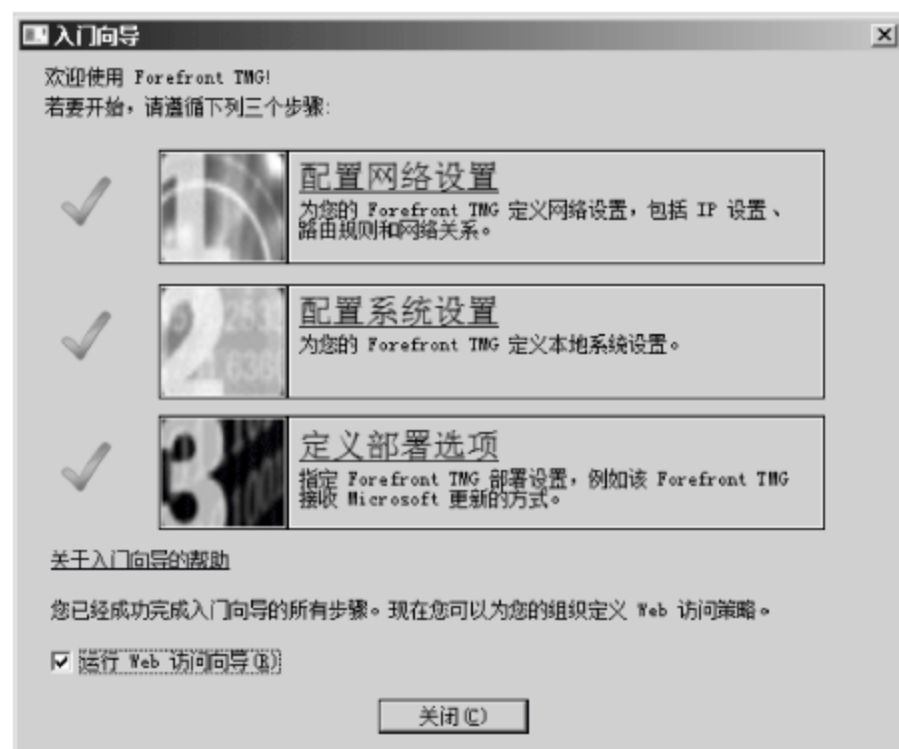 入门向导
欢迎使用 Forefront TMG!
若要开始，请遵循下列三个步骤:
配置网络设置
为您的 Forefront TMG 定义网络设置，包括 IP 设置、
路由规则和网络关系。
配置系统设置
为您的 Forefront TMG 定义本地系统设置。
定义部署选项
指定 Forefront TMG 部署设置，例如该 Forefront TMG
接收 Microsoft 更新的方式。
关于入门向导的帮助
您已经成功完成入门向导的所有步骤。现在您可以为您的组织定义 Web 访问策略。
运行 Web 访问向导(R)
关闭(C)